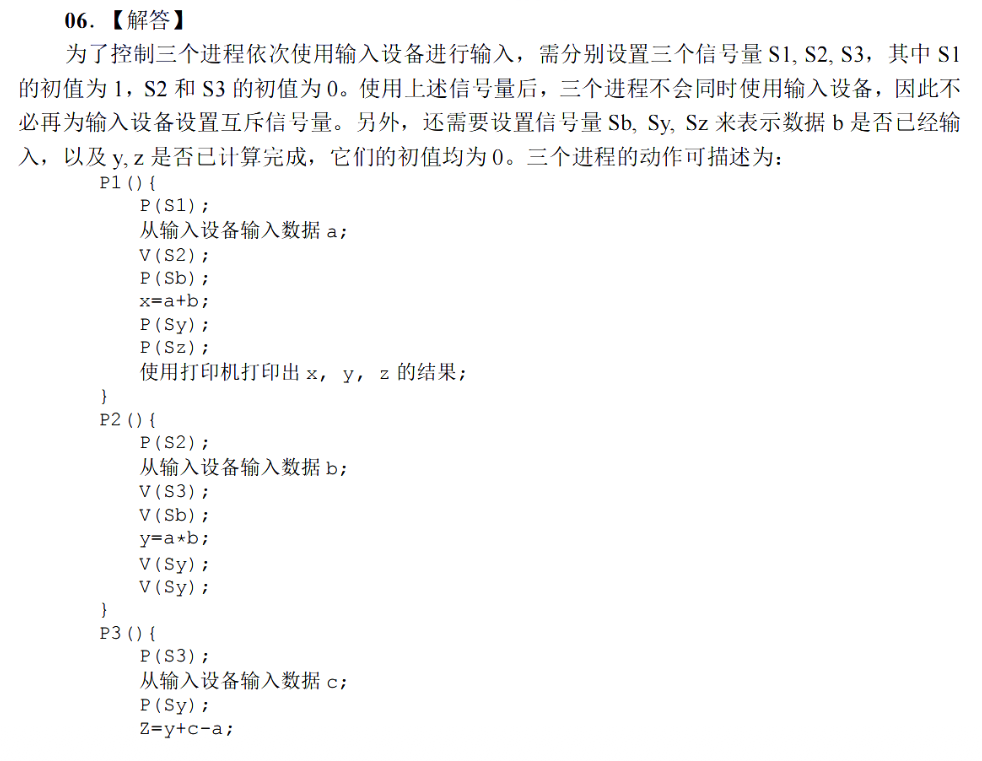 06. 【解答】
为了控制三个进程依次使用输入设备进行输入，需分别设置三个信号量 S1, S2, S3，其中 S1
的初值为 1，S2 和 S3 的初值为 0。使用上述信号量后，三个进程不会同时使用输入设备，因此不
必再为输入设备设置互斥信号量。另外，还需要设置信号量 Sb, Sy, Sz 来表示数据 b 是否已经输
入，以及 y, z 是否已计算完成，它们的初值均为 0。三个进程的动作可描述为：
P1(){
P(S1);
从输入设备输入数据 a;
V(S2);
P(Sb);
x=a+b;
P(Sy);
P(Sz);
使用打印机打印出 x, y, z 的结果;
}
P2(){
P(S2);
从输入设备输入数据 b;
V(S3);
V(Sb);
y=a*b;
V(Sy);
V(Sy);
}
P3(){
P(S3);
从输入设备输入数据 c;
P(Sy);
Z=y+c-a;